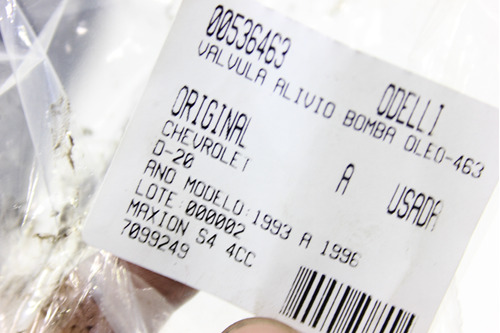 00536463 ODELLI
VALVULA ALIVIO BOMBA OLEO-463
ORIGINAL A USADA
CHEVROLET
D-20
ANO MODELO:1993 A 1996
LOTE:000002
MAXION S4 4CC
7099249